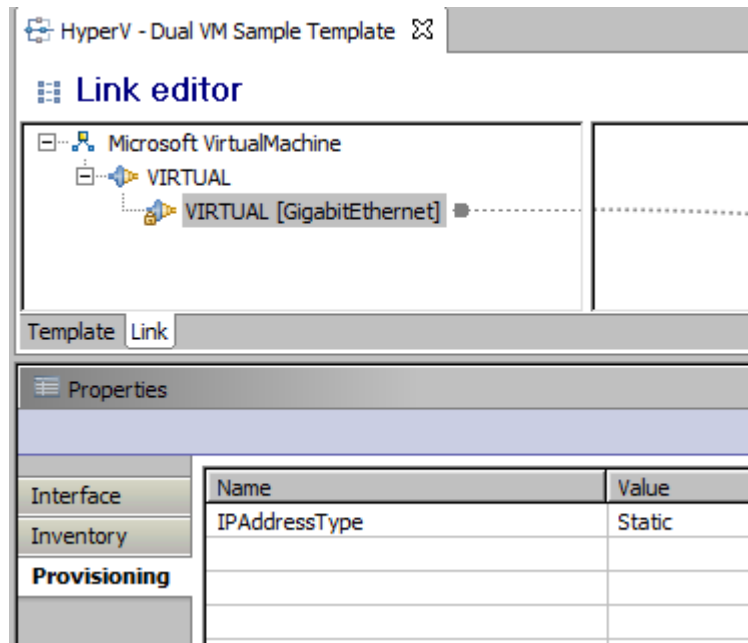 HyperV - Dual VM Sample Template
Link editor
Microsoft VirtualMachine
VIRTUAL
VIRTUAL [GigabitEthernet]
Template Link
Properties
Interface
Inventory
Provisioning
Name Value
IPAddressType Static